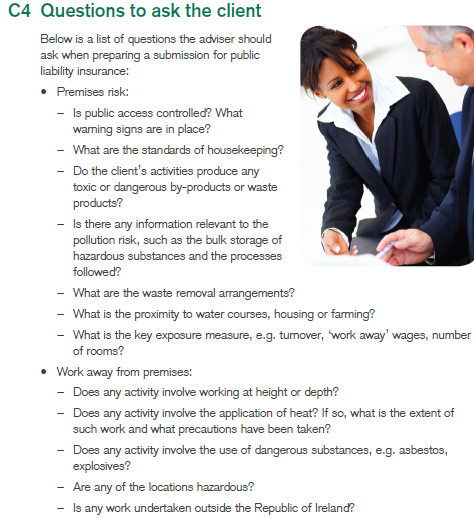 C4 Questions to ask the client
Below is a list of questions the adviser should
ask when preparing a submission for public
liability insurance:
• Premises risk:
– Is public access controlled? What
warning signs are in place?
– What are the standards of housekeeping?
– Do the client's activities produce any
toxic or dangerous by-products or waste
products?
– Is there any information relevant to the
pollution risk, such as the bulk storage of
hazardous substances and the processes
followed?
– What are the waste removal arrangements?
– What is the proximity to water courses, housing or farming?
– What is the key exposure measure, e.g. turnover, 'work away' wages, number
of rooms?
• Work away from premises:
– Does any activity involve working at height or depth?
– Does any activity involve the application of heat? If so, what is the extent of
such work and what precautions have been taken?
– Does any activity involve the use of dangerous substances, e.g. asbestos,
explosives?
– Are any of the locations hazardous?
– Is any work undertaken outside the Republic of Ireland?